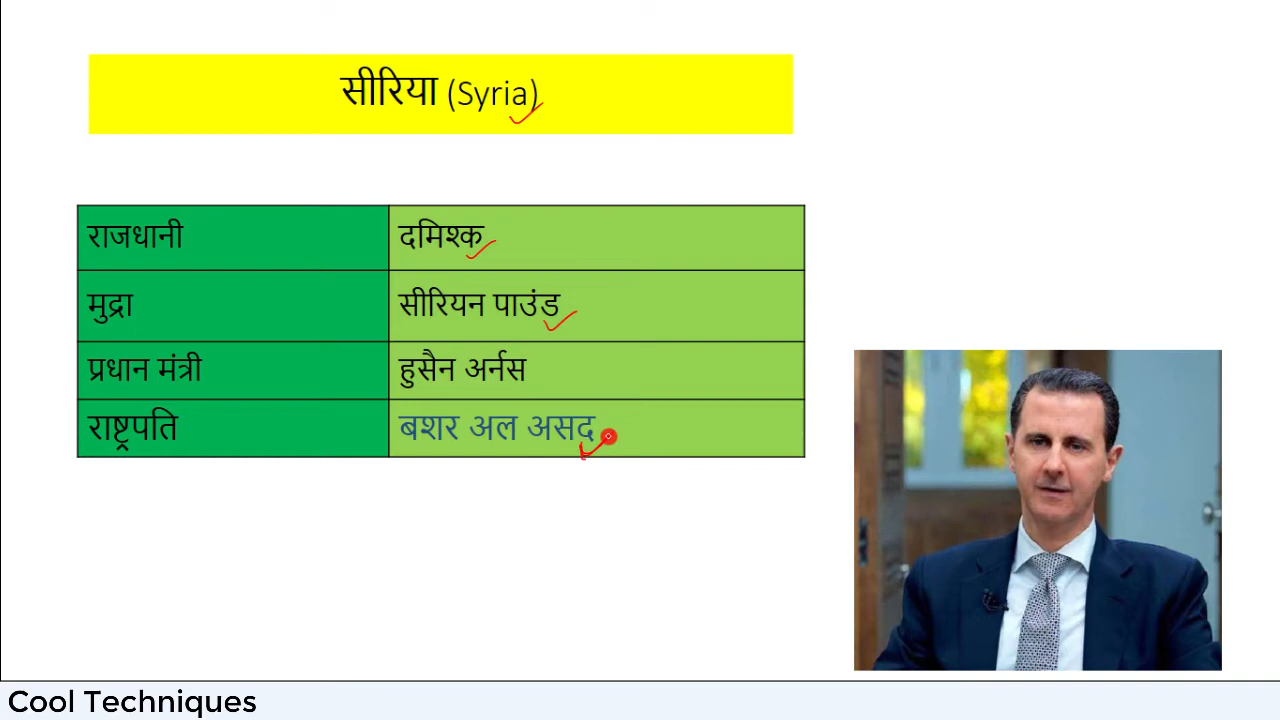 सीरिया (Syria)
राजधानी दमिश्क
मुद्रा सीरियन पाउंड
प्रधान मंत्री हुसैन अर्नस
राष्ट्रपति बशर अल असद
Cool Techniques